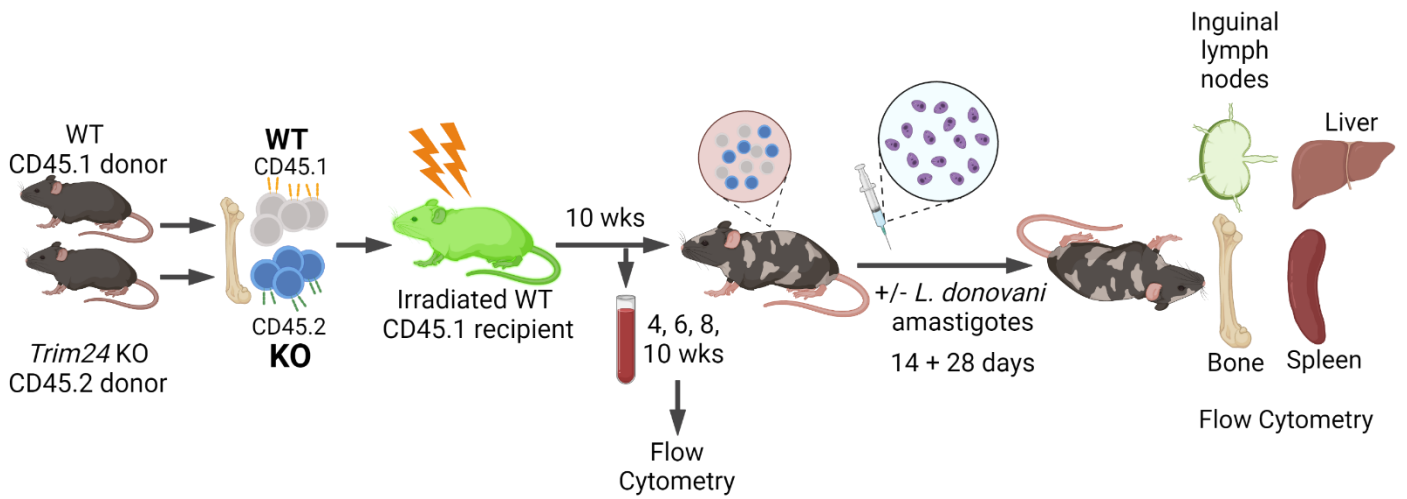 WT
CD45.1 donor
Trim24 KO
CD45.2 donor
WT
CD45.1
CD45.2
KO
Irradiated WT
CD45.1 recipient
10 wks
4, 6, 8,
10 wks
Flow
Cytometry
+/- L. donovani
amastigotes
14 + 28 days
Inguinal
lymph
nodes
Liver
Bone
Spleen
Flow Cytometry